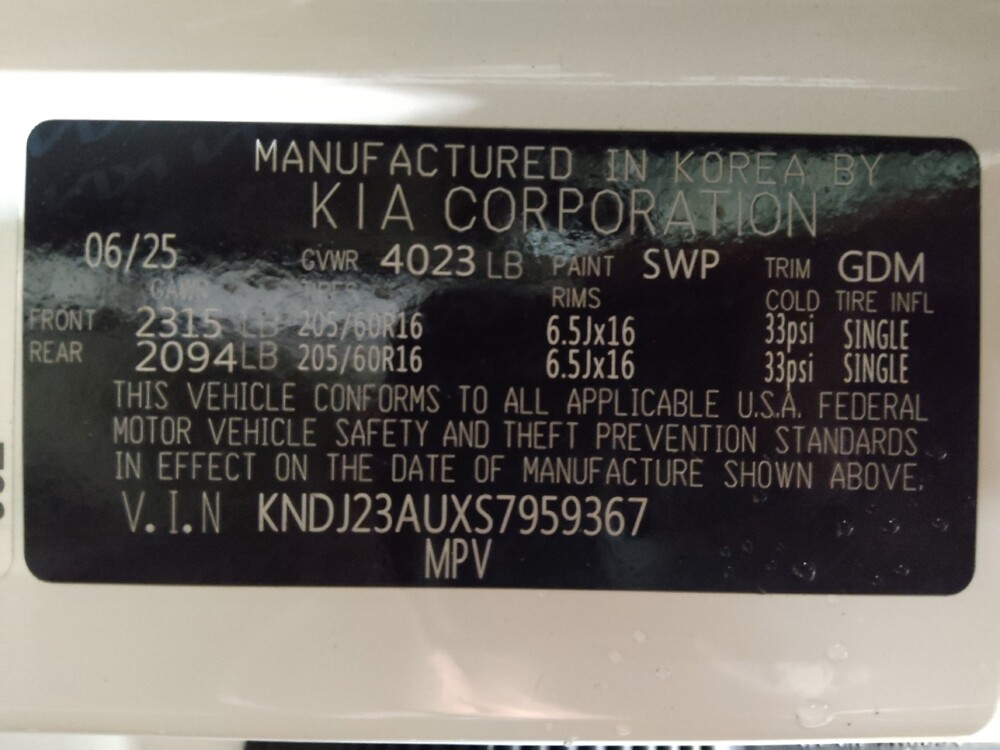 MANUFACTURED IN KOREA BY
KIA CORPORATION
06/25 GVWR 4023 LB PAINT SWP TRIM GDM
GAWR TIRES RIMS COLD TIRE INFL
FRONT 2315 LB 205/60R16 6.5Jx16 33psi SINGLE
REAR 2094 LB 205/60R16 6.5Jx16 33psi SINGLE
THIS VEHICLE CONFORMS TO ALL APPLICABLE U.S.A. FEDERAL
MOTOR VEHICLE SAFETY AND THEFT PREVENTION STANDARDS
IN EFFECT ON THE DATE OF MANUFACTURE SHOWN ABOVE.
V.I.N KNDJ23AUXS7959367
MPV